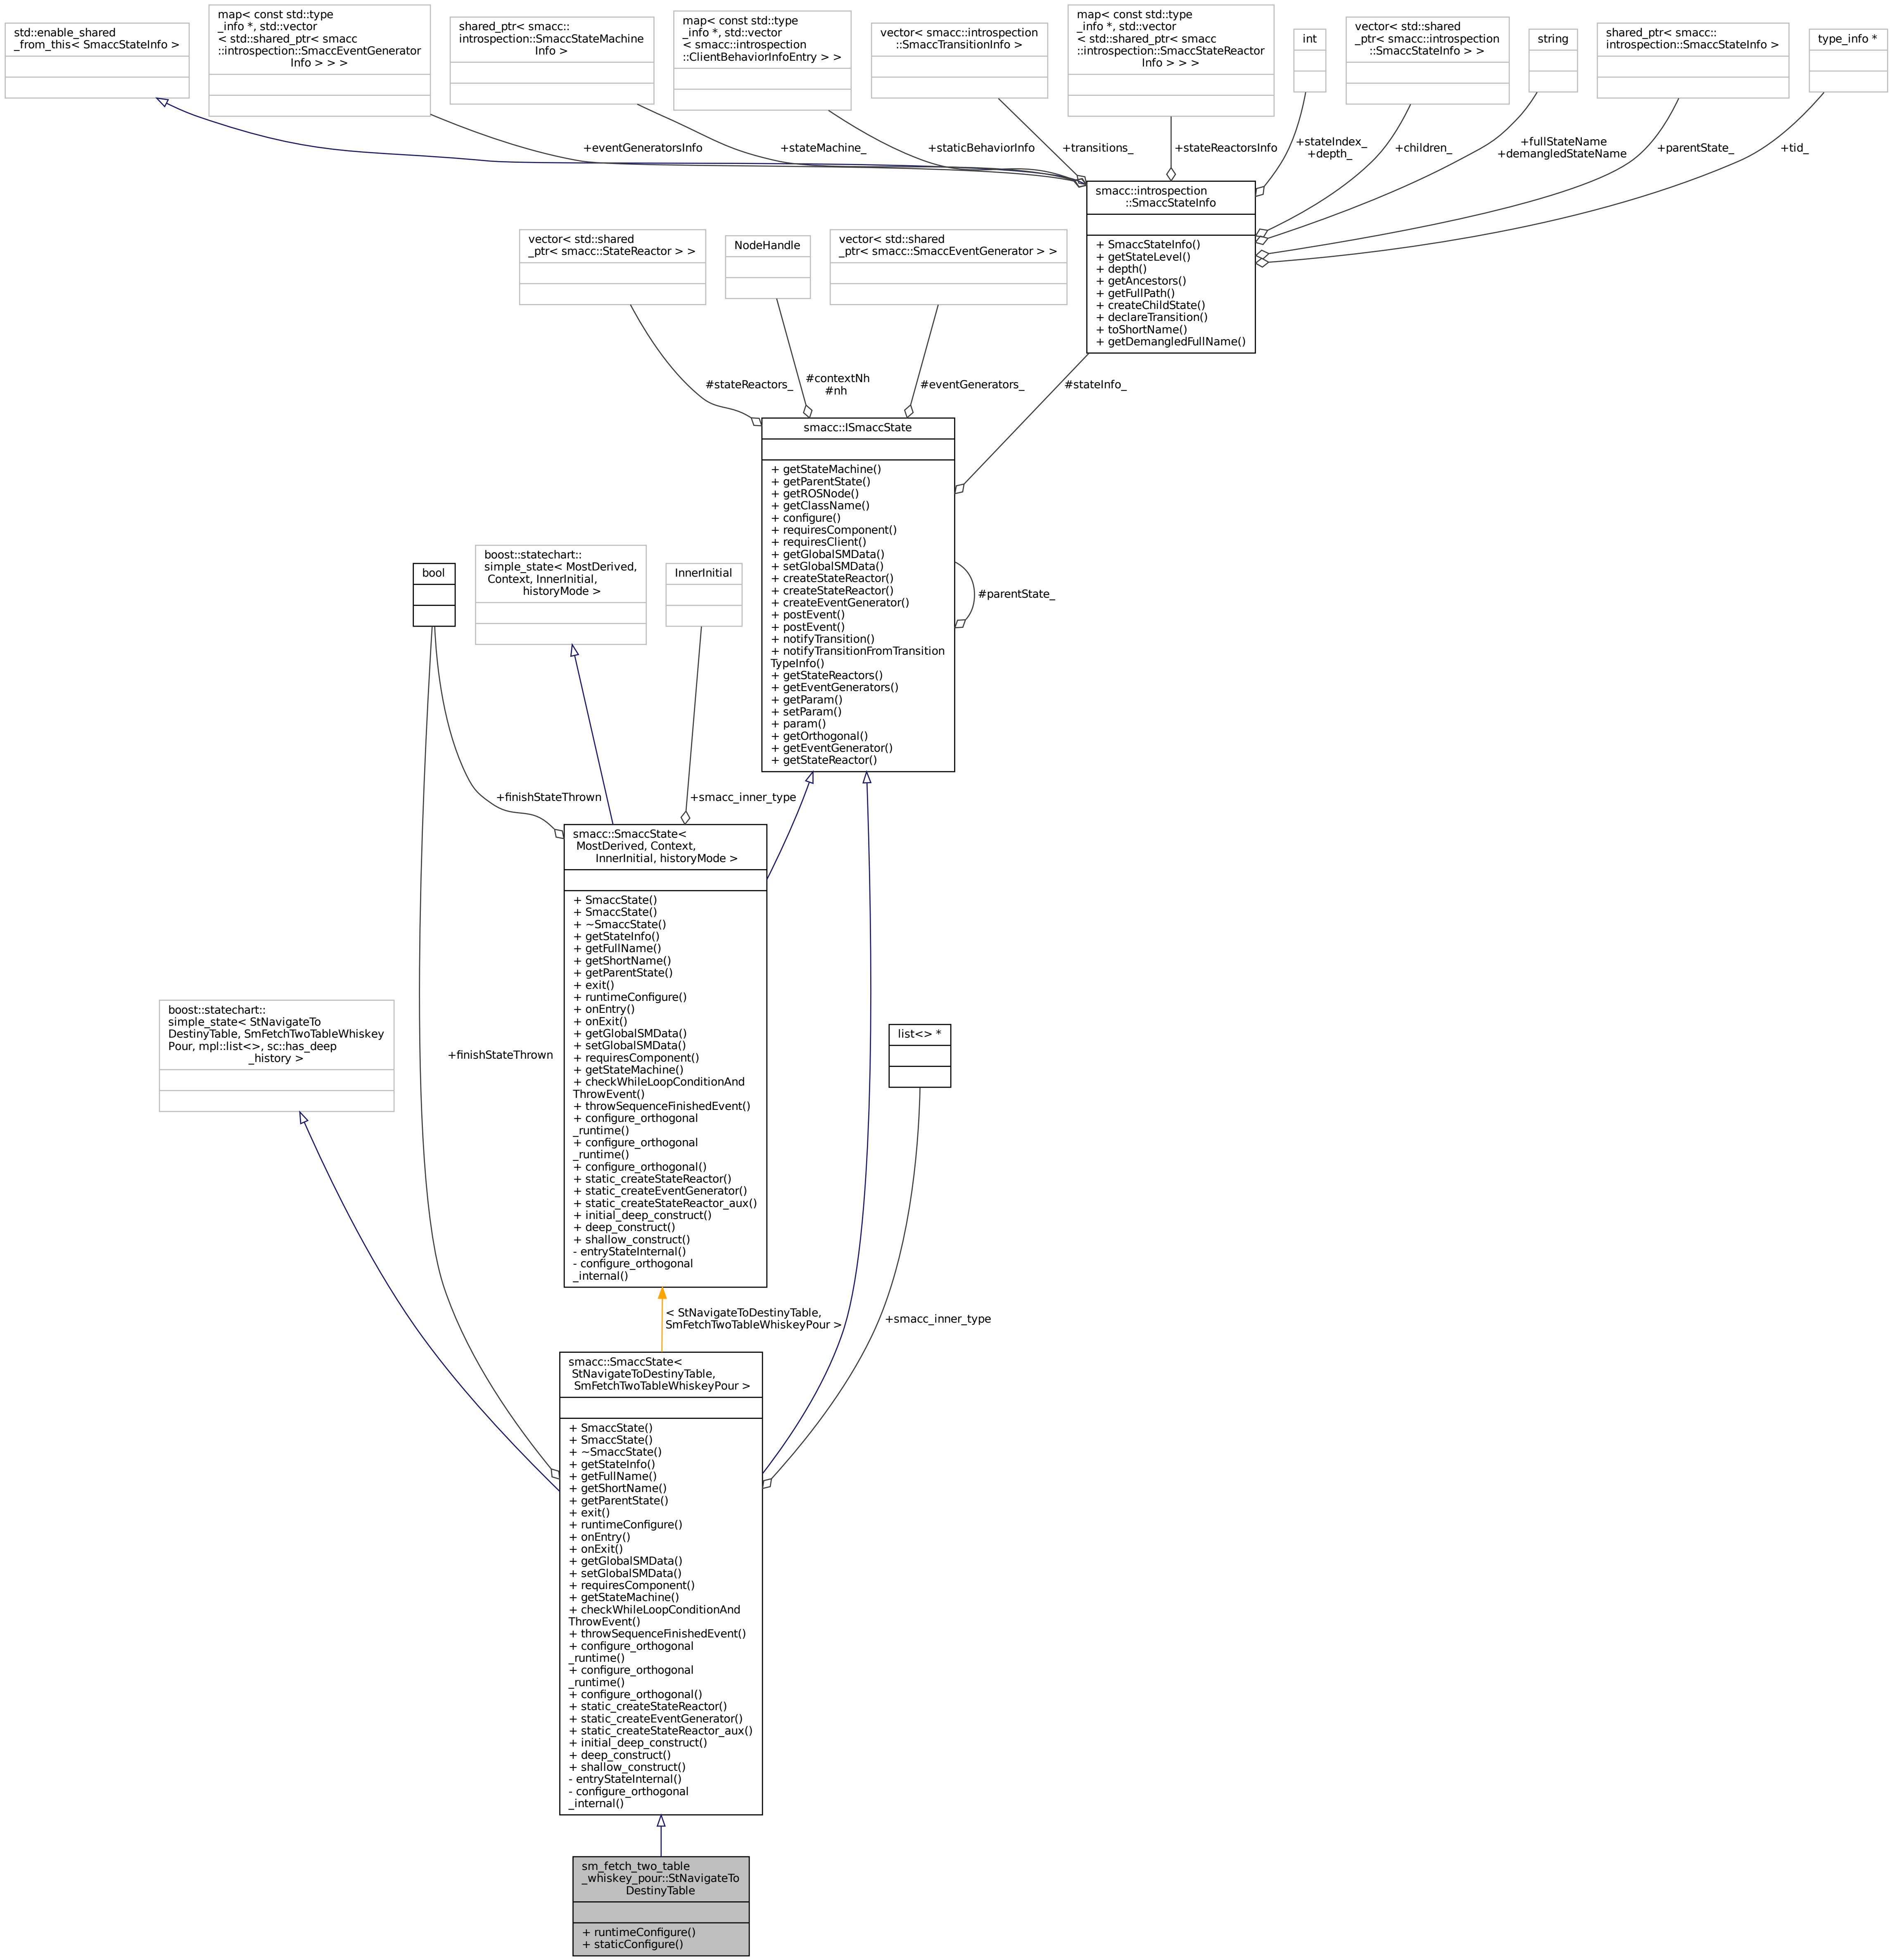 std::enable_shared
_from_this< SmaccStateInfo >
map< const std::type
_info *, std::vector
< std::shared_ptr< smacc
::introspection::SmaccEventGenerator
Info > > >
shared_ptr< smacc::
introspection::SmaccStateMachine
Info >
map< const std::type
_info *, std::vector
< smacc::introspection
::ClientBehaviorInfoEntry > >
vector< smacc::introspection
::SmaccTransitionInfo >
map< const std::type
_info *, std::vector
< std::shared_ptr< smacc
::introspection::SmaccStateReactor
Info > > >
int
vector< std::shared
_ptr< smacc::introspection
::SmaccStateInfo > >
string
shared_ptr< smacc::
introspection::SmaccStateInfo >
type_info *
+eventGeneratorsInfo
+stateMachine_
+staticBehaviorInfo
+transitions_
+stateReactorsInfo
+stateIndex_
+depth_
+children_
+fullStateName
+demangledStateName
+parentState_
+tid_
smacc::introspection
::SmaccStateInfo
+ SmaccStateInfo()
+ getStateLevel()
+ depth()
+ getAncestors()
+ getFullPath()
+ createChildState()
+ declareTransition()
+ toShortName()
+ getDemangledFullName()
vector< std::shared
_ptr< smacc::StateReactor > >
NodeHandle
vector< std::shared
_ptr< smacc::SmaccEventGenerator > >
#stateReactors_
#contextNh
#nh
#eventGenerators_
#stateInfo_
smacc::ISmaccState
+ getStateMachine()
+ getParentState()
+ getROSNode()
+ getClassName()
+ configure()
+ requiresComponent()
+ requiresClient()
+ getGlobalSMData()
+ setGlobalSMData()
+ createStateReactor()
+ createStateReactor()
+ createEventGenerator()
+ postEvent()
+ postEvent()
+ notifyTransition()
+ notifyTransitionFromTransition
TypeInfo()
+ getStateReactors()
+ getEventGenerators()
+ getParam()
+ setParam()
+ param()
+ getOrthogonal()
+ getEventGenerator()
+ getStateReactor()
#parentState_
bool
boost::statechart::
simple_state< MostDerived,
Context, InnerInitial,
historyMode >
InnerInitial
+finishStateThrown
+smacc_inner_type
smacc::SmaccState<
MostDerived, Context,
InnerInitial, historyMode >
+ SmaccState()
+ SmaccState()
+ ~SmaccState()
+ getStateInfo()
+ getFullName()
+ getShortName()
+ getParentState()
+ exit()
+ runtimeConfigure()
+ onEntry()
+ onExit()
+ getGlobalSMData()
+ setGlobalSMData()
+ requiresComponent()
+ getStateMachine()
+ checkWhileLoopConditionAnd
ThrowEvent()
+ throwSequenceFinishedEvent()
+ configure_orthogonal
_runtime()
+ configure_orthogonal
_runtime()
+ configure_orthogonal()
+ static_createStateReactor()
+ static_createEventGenerator()
+ static_createStateReactor_aux()
+ initial_deep_construct()
+ deep_construct()
+ shallow_construct()
- entryStateInternal()
- configure_orthogonal
_internal()
boost::statechart::
simple_state< StNavigateTo
DestinyTable, SmFetchTwoTableWhiskey
Pour, mpl::list<>, sc::has_deep
_history >
+finishStateThrown
list<> *
< StNavigateToDestinyTable,
SmFetchTwoTableWhiskeyPour >
+smacc_inner_type
smacc::SmaccState<
StNavigateToDestinyTable,
SmFetchTwoTableWhiskeyPour >
+ SmaccState()
+ SmaccState()
+ ~SmaccState()
+ getStateInfo()
+ getFullName()
+ getShortName()
+ getParentState()
+ exit()
+ runtimeConfigure()
+ onEntry()
+ onExit()
+ getGlobalSMData()
+ setGlobalSMData()
+ requiresComponent()
+ getStateMachine()
+ checkWhileLoopConditionAnd
ThrowEvent()
+ throwSequenceFinishedEvent()
+ configure_orthogonal
_runtime()
+ configure_orthogonal
_runtime()
+ configure_orthogonal()
+ static_createStateReactor()
+ static_createEventGenerator()
+ static_createStateReactor_aux()
+ initial_deep_construct()
+ deep_construct()
+ shallow_construct()
- entryStateInternal()
- configure_orthogonal
_internal()
sm_fetch_two_table
_whiskey_pour::StNavigateTo
DestinyTable
+ runtimeConfigure()
+ staticConfigure()